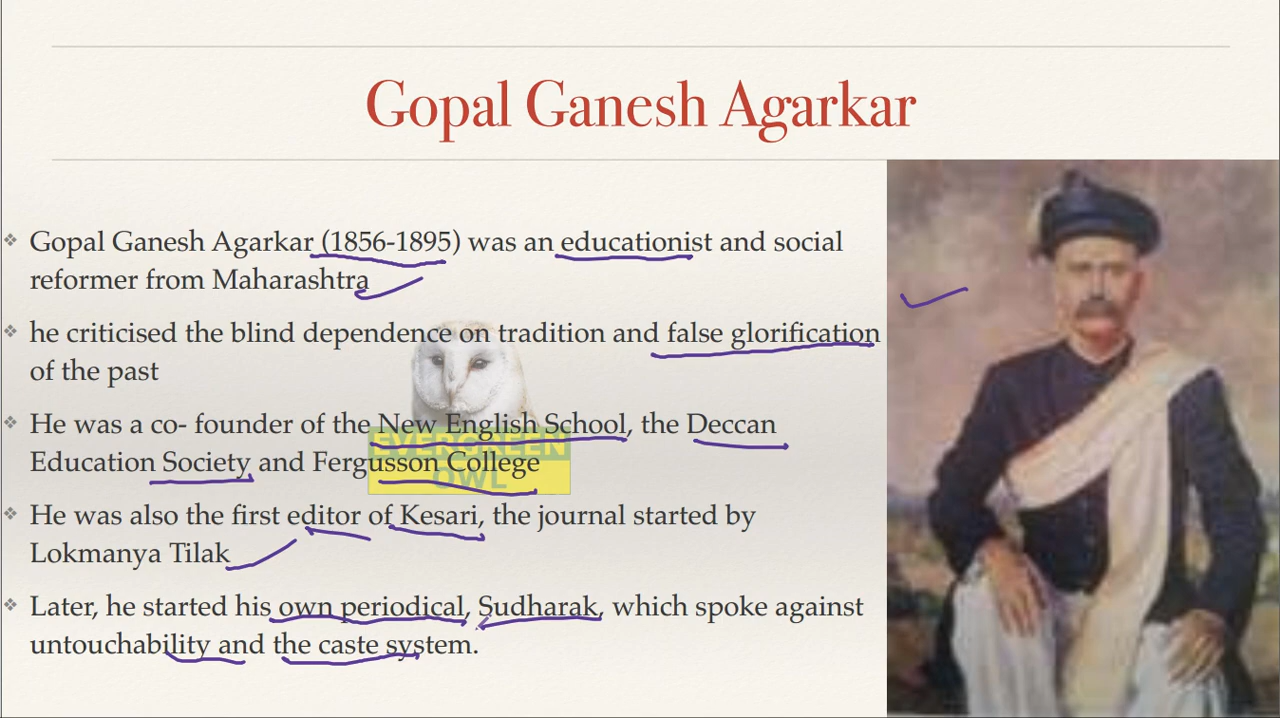 Gopal Ganesh Agarkar
❖ Gopal Ganesh Agarkar (1856-1895) was an educationist and social
reformer from Maharashtra
❖ he criticised the blind dependence on tradition and false glorification
of the past
❖ He was a co- founder of the New English School, the Deccan
Education Society and Fergusson College
EVERGREEN
OWL
❖ He was also the first editor of Kesari, the journal started by
Lokmanya Tilak
❖ Later, he started his own periodical, Sudharak, which spoke against
untouchability and the caste system.